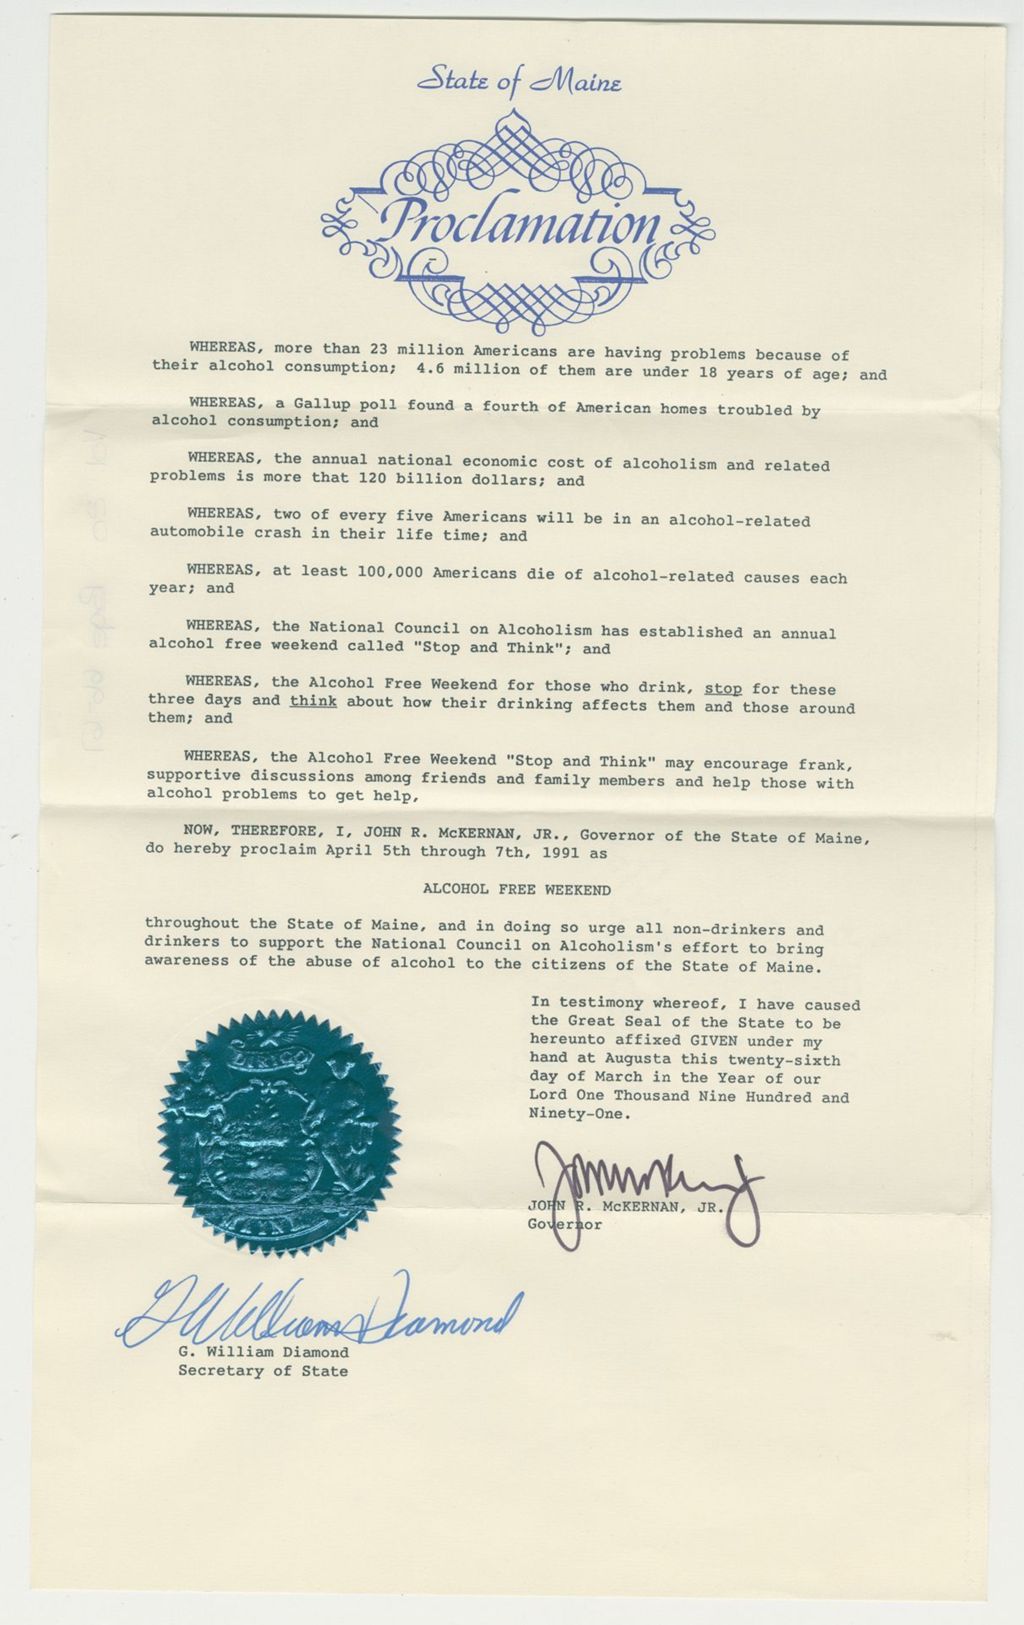 State of Maine
Proclamation
WHEREAS, more than 23 million Americans are having problems because of
their alcohol consumption; 4.6 million of them are under 18 years of age; and
WHEREAS, a Gallup poll found a fourth of American homes troubled by
alcohol consumption; and
WHEREAS, the annual national economic cost of alcoholism and related
problems is more that 120 billion dollars; and
WHEREAS, two of every five Americans will be in an alcohol-related
automobile crash in their life time; and
WHEREAS, at least 100,000 Americans die of alcohol-related causes each
year; and
WHEREAS, the National Council on Alcoholism has established an annual
alcohol free weekend called "Stop and Think"; and
WHEREAS, the Alcohol Free Weekend for those who drink, stop for these
three days and think about how their drinking affects them and those around
them; and
WHEREAS, the Alcohol Free Weekend "Stop and Think" may encourage frank,
supportive discussions among friends and family members and help those with
alcohol problems to get help,
NOW, THEREFORE, I, JOHN R. McKERNAN, JR., Governor of the State of Maine,
do hereby proclaim April 5th through 7th, 1991 as
ALCOHOL FREE WEEKEND
throughout the State of Maine, and in doing so urge all non-drinkers and
drinkers to support the National Council on Alcoholism's effort to bring
awareness of the abuse of alcohol to the citizens of the State of Maine.
In testimony whereof, I have caused
the Great Seal of the State to be
hereunto affixed GIVEN under my
hand at Augusta this twenty-sixth
day of March in the Year of our
Lord One Thousand Nine Hundred and
Ninety-One.
DIRIGO
MAINE
JOHN R. McKERNAN, JR.
Governor
G William Diamond
G. William Diamond
Secretary of State